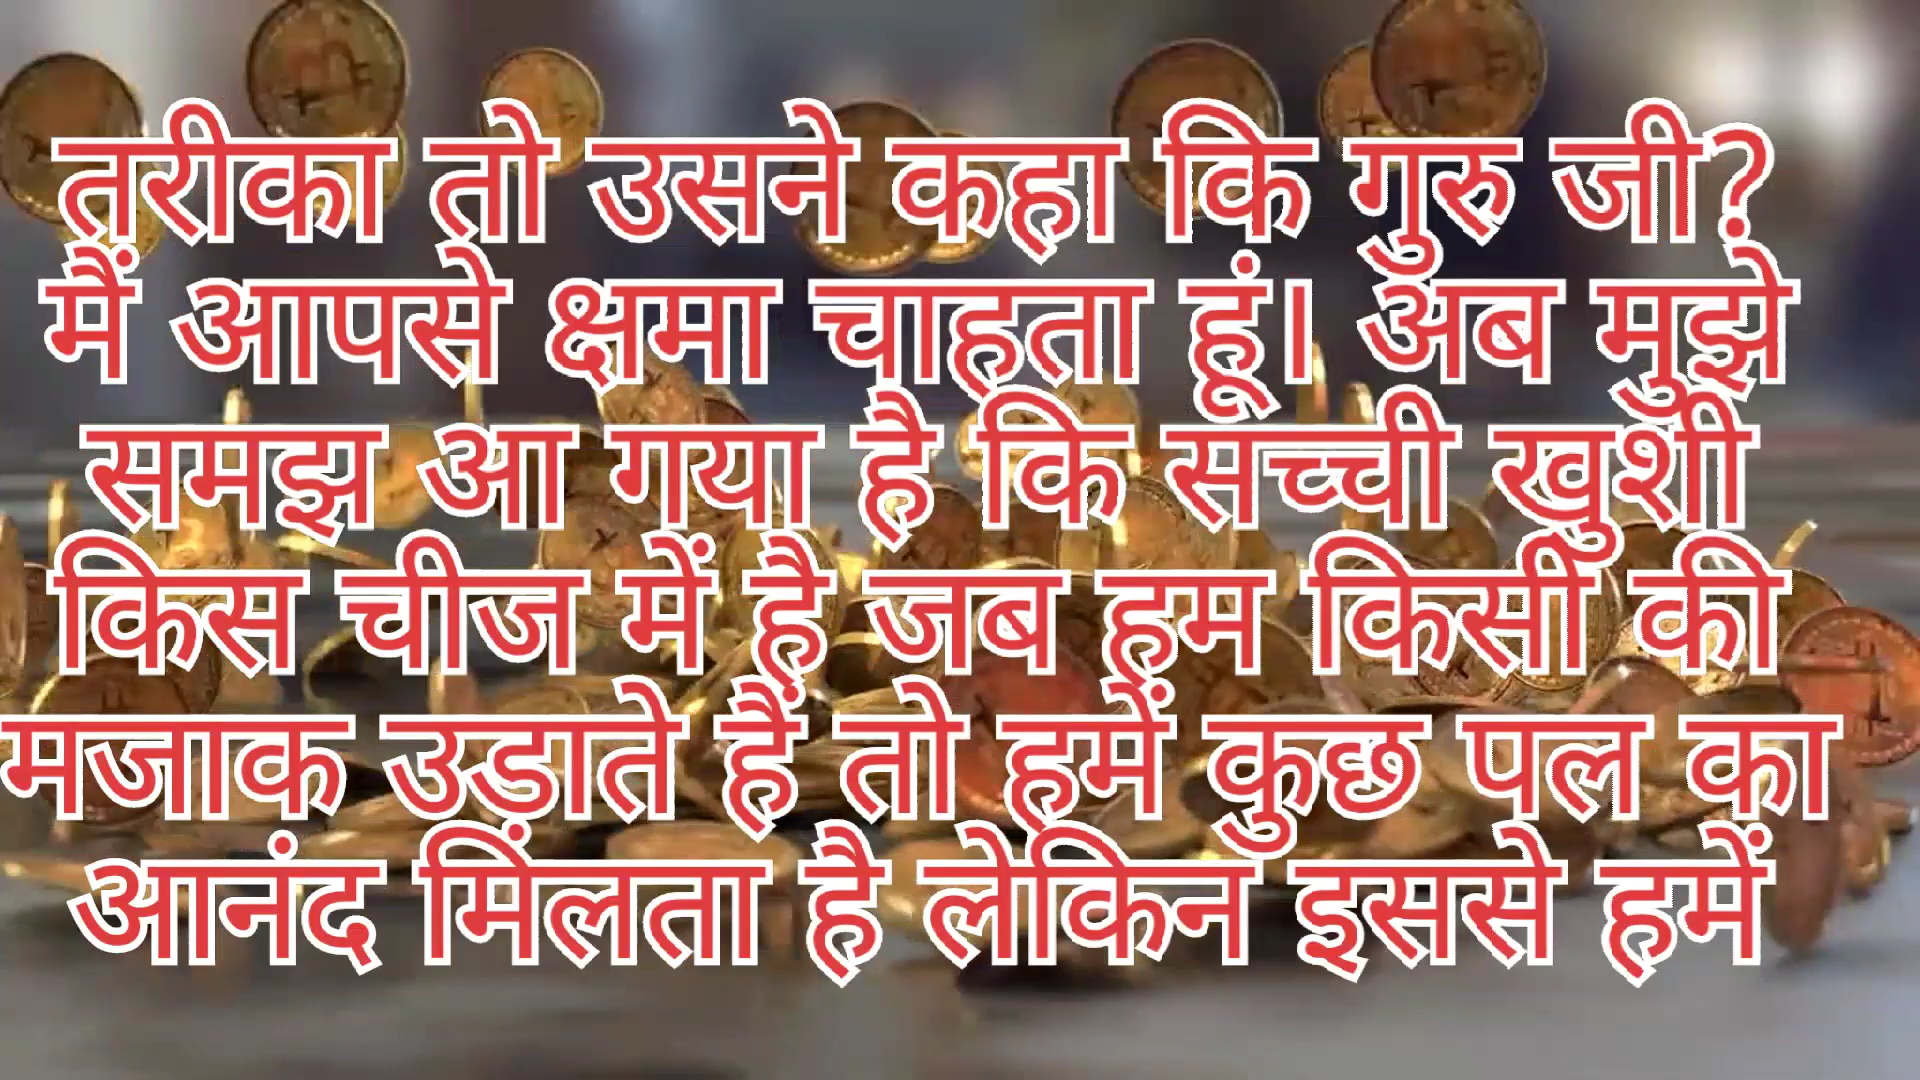 तरीका तो उसने कहा कि गुरु जी?
मैं आपसे क्षमा चाहता हूं। अब मुझे
समझ आ गया है कि सच्ची खुशी
किस चीज में है जब हम किसी की
मजाक उड़ाते हैं तो हमें कुछ पल का
आनंद मिलता है लेकिन इससे हमें